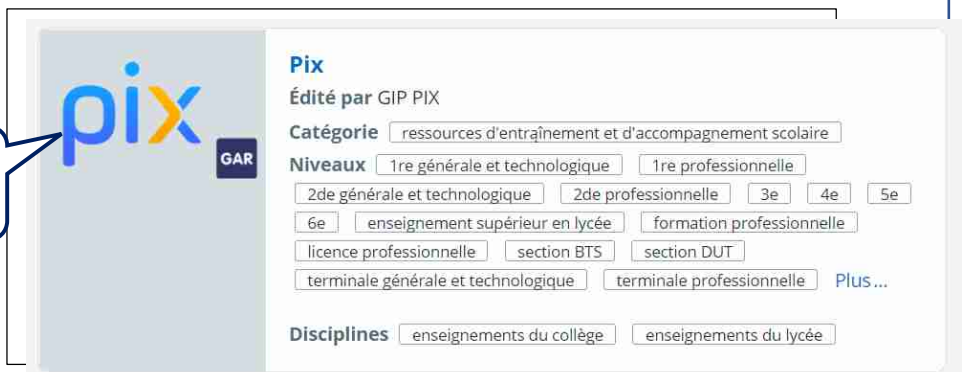 pix
GAR
Pix
Édité par GIP PIX
Catégorie ressources d'entraînement et d'accompagnement scolaire
Niveaux 1re générale et technologique 1re professionnelle
2de générale et technologique 2de professionnelle 3e 4e 5e
6e enseignement supérieur en lycée formation professionnelle
licence professionnelle section BTS section DUT
terminale générale et technologique terminale professionnelle Plus...
Disciplines enseignements du collège enseignements du lycée